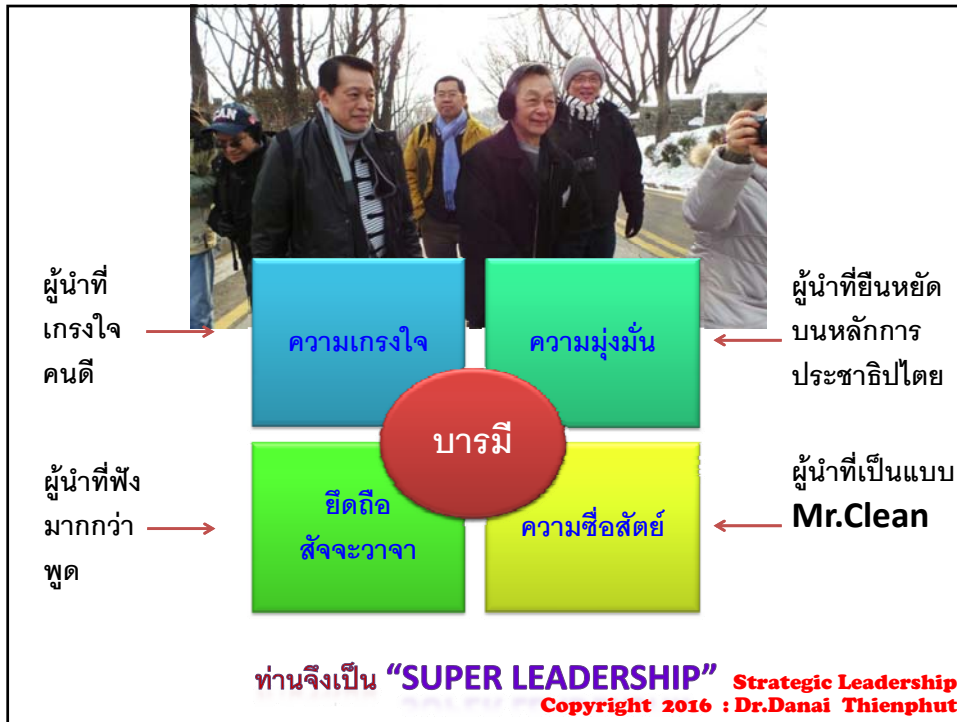 ผู้นำที่
เกรงใจ
คนดี
ความเกรงใจ
ความมุ่งมั่น
ผู้นำที่ยืนหยัด
บนหลักการ
ประชาธิปไตย
บารมี
ผู้นำที่ฟัง
มากกว่า
พูด
ยึดถือ
สัจจะวาจา
ความซื่อสัตย์
ผู้นำที่เป็นแบบ
Mr.Clean
ท่านจึงเป็น “SUPER LEADERSHIP”
Strategic Leadership
Copyright 2016 : Dr.Danai Thienphut